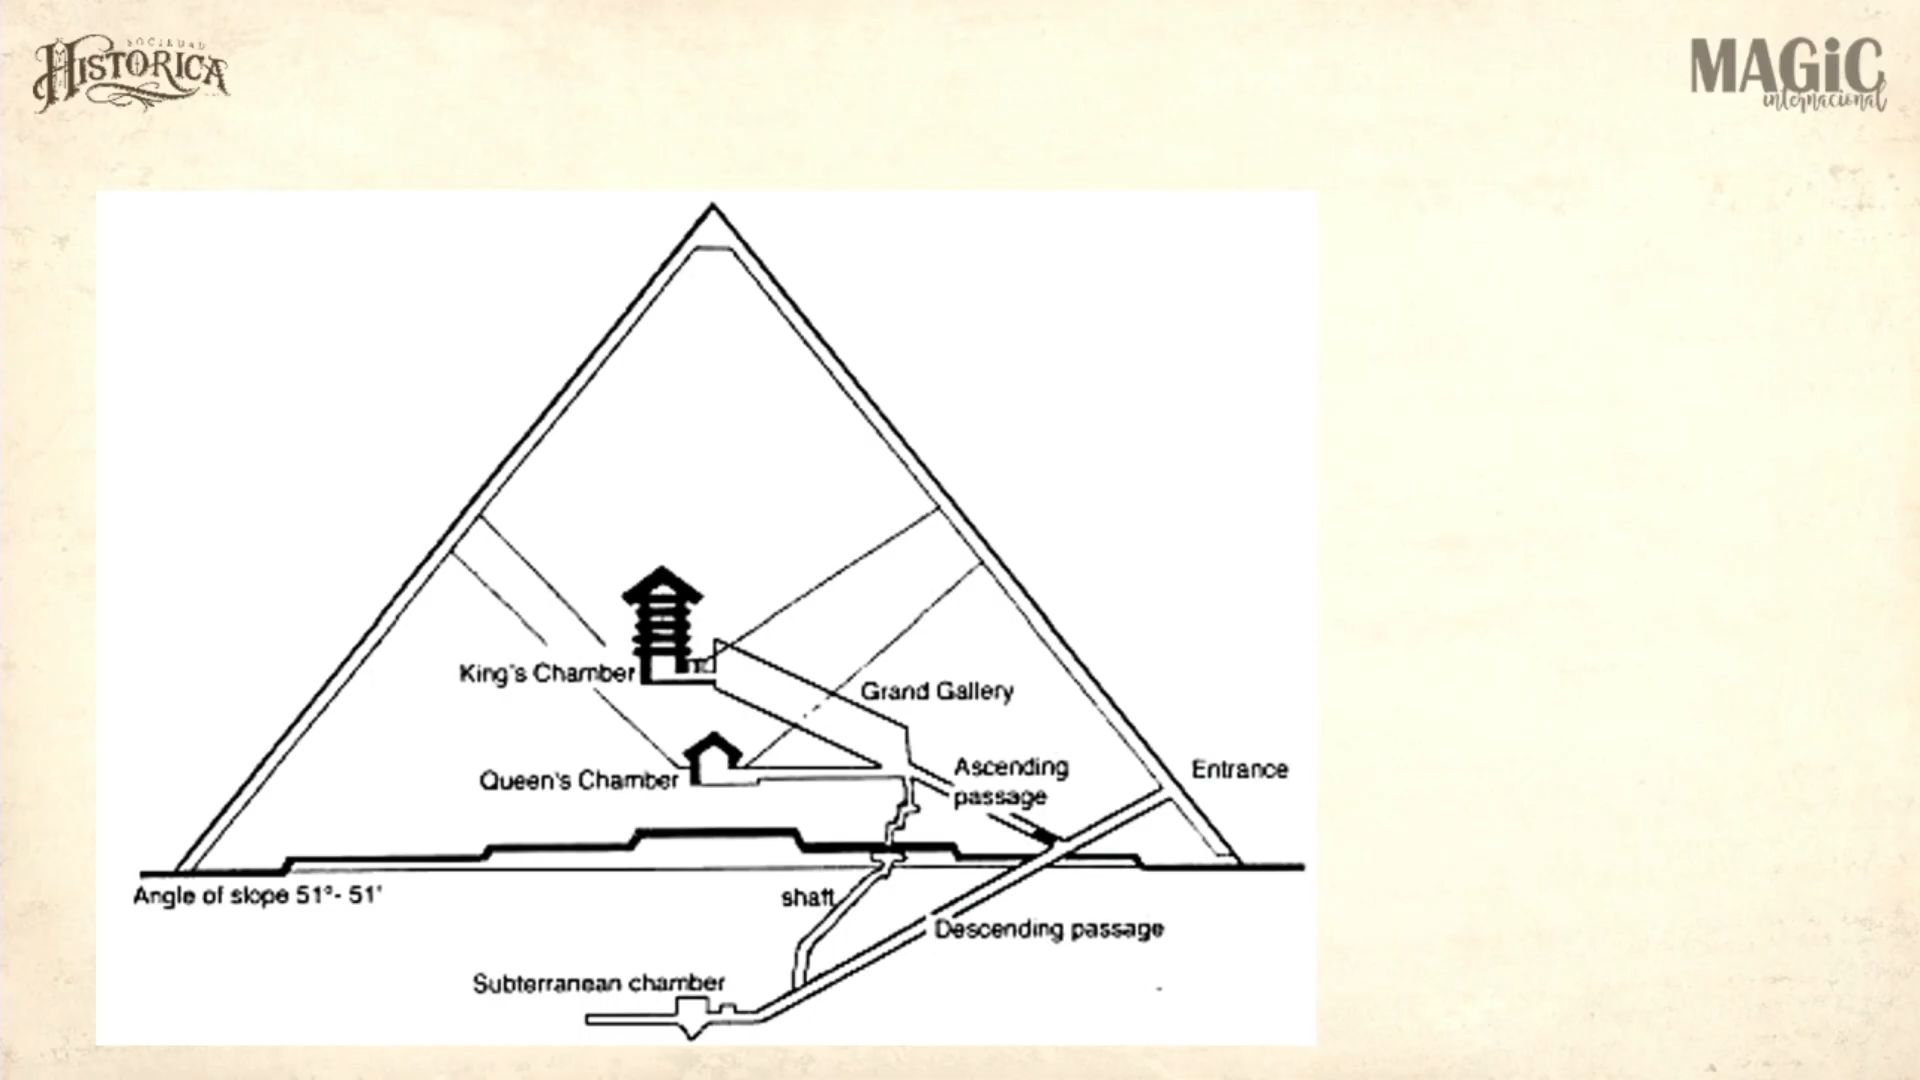 SOCIEDAD
HISTORICA
MAGiC
internacional
King's Chamber
Grand Gallery
Queen's Chamber
Ascending
passage
Entrance
Angle of slope 51°- 51'
shaft
Descending passage
Subterranean chamber